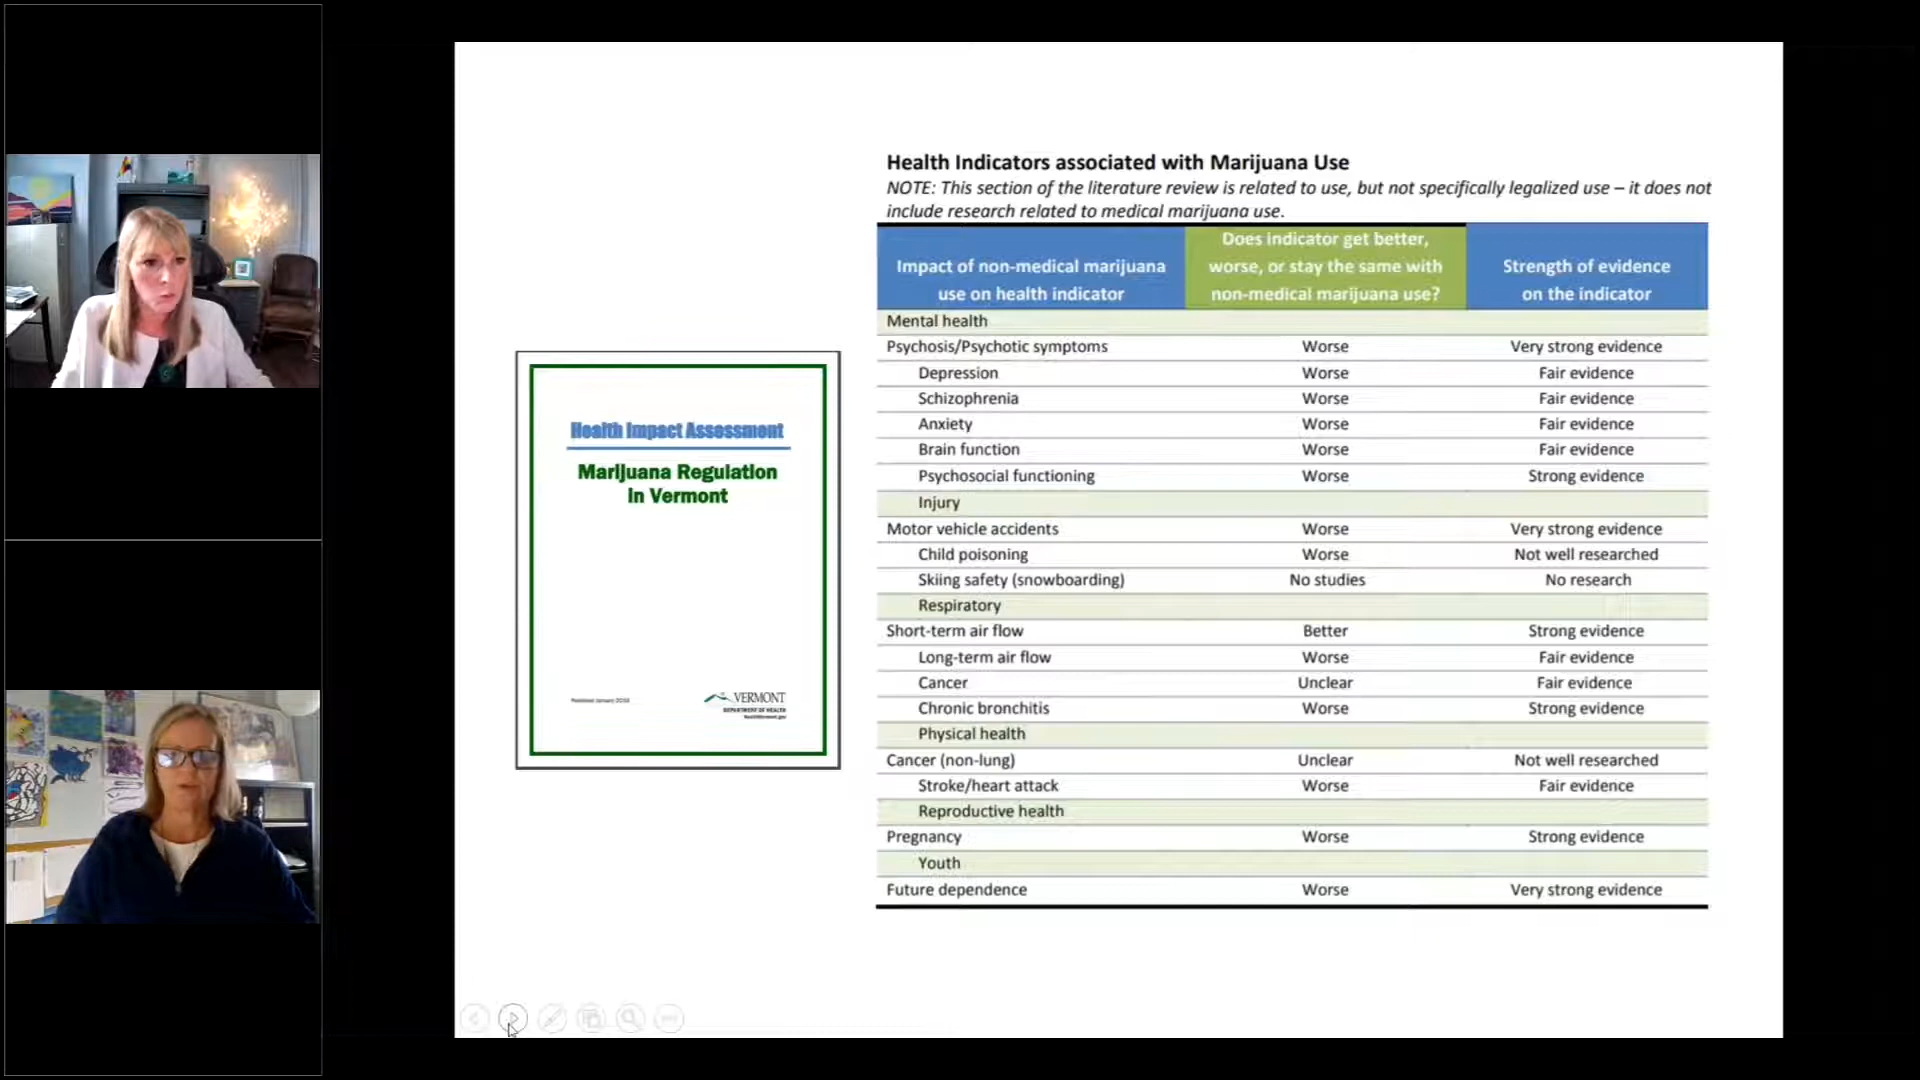 Health Impact Assessment
Marijuana Regulation
in Vermont
VERMONT
DEPARTMENT OF HEALTH
Health Indicators associated with Marijuana Use
NOTE: This section of the literature review is related to use, but not specifically legalized use – it does not
include research related to medical marijuana use.
Impact of non-medical marijuana
use on health indicator
Does indicator get better,
worse, or stay the same with
non-medical marijuana use?
Strength of evidence
on the indicator
Mental health
Psychosis/Psychotic symptoms Worse Very strong evidence
Depression Worse Fair evidence
Schizophrenia Worse Fair evidence
Anxiety Worse Fair evidence
Brain function Worse Fair evidence
Psychosocial functioning Worse Strong evidence
Injury
Motor vehicle accidents Worse Very strong evidence
Child poisoning Worse Not well researched
Skiing safety (snowboarding) No studies No research
Respiratory
Short-term air flow Better Strong evidence
Long-term air flow Worse Fair evidence
Cancer Unclear Fair evidence
Chronic bronchitis Worse Strong evidence
Physical health
Cancer (non-lung) Unclear Not well researched
Stroke/heart attack Worse Fair evidence
Reproductive health
Pregnancy Worse Strong evidence
Youth
Future dependence Worse Very strong evidence